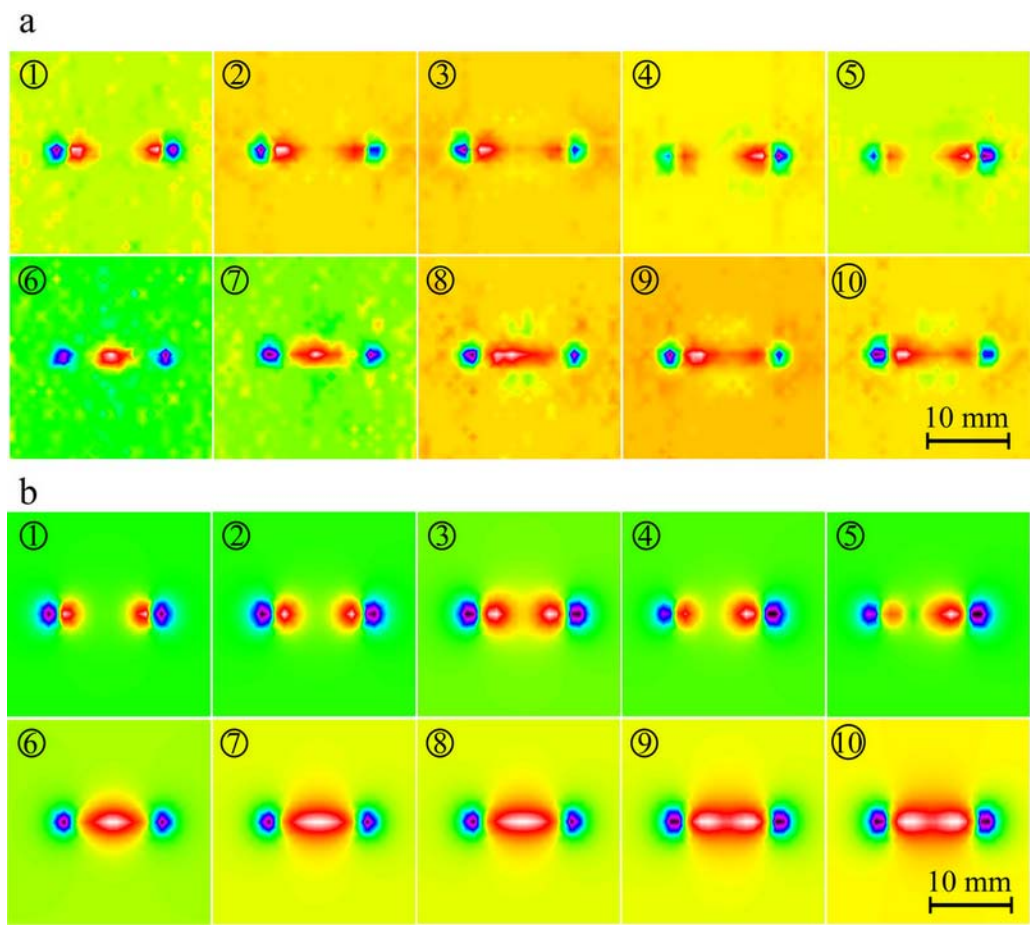 a
① ② ③ ④ ⑤
⑥ ⑦ ⑧ ⑨ ⑩
10 mm
b
① ② ③ ④ ⑤
⑥ ⑦ ⑧ ⑨ ⑩
10 mm